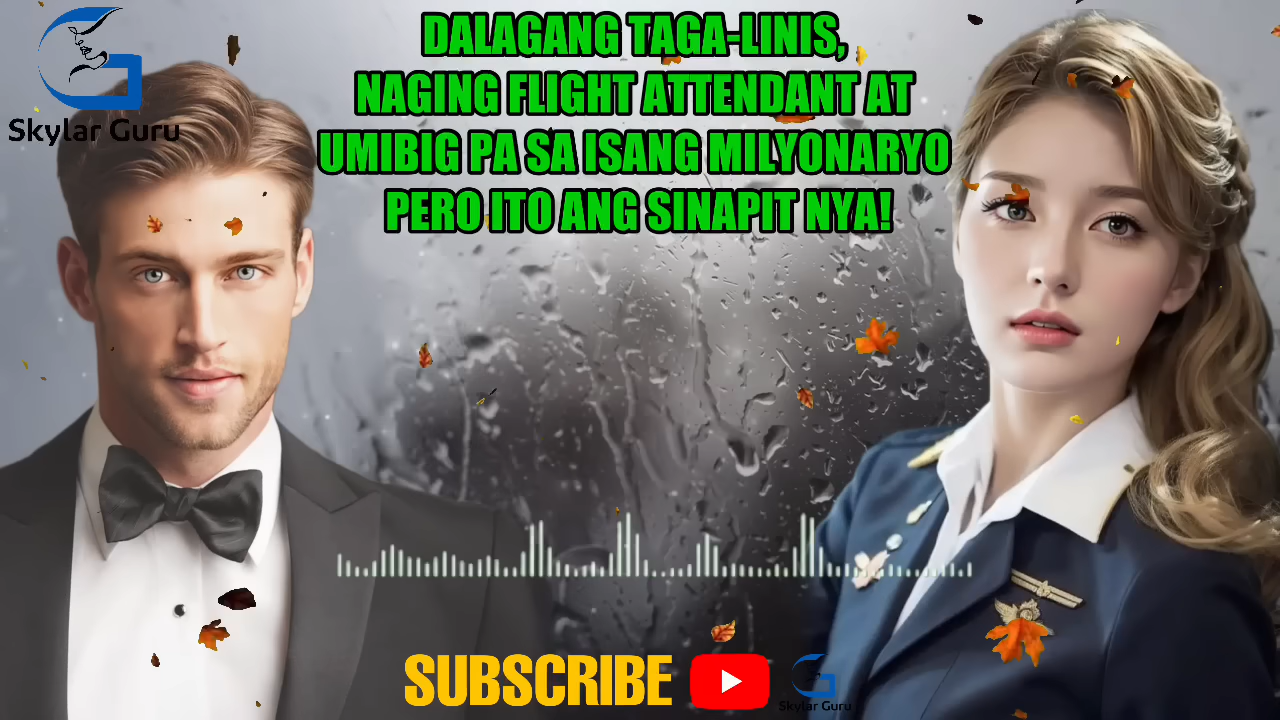 Skylar Guru
DALAGANG TAGA-LINIS,
NAGING FLIGHT ATTENDANT AT
UMIBIG PA SA ISANG MILYONARYO
PERO ITO ANG SINAPIT NYA!
SUBSCRIBE
Skylar Guru